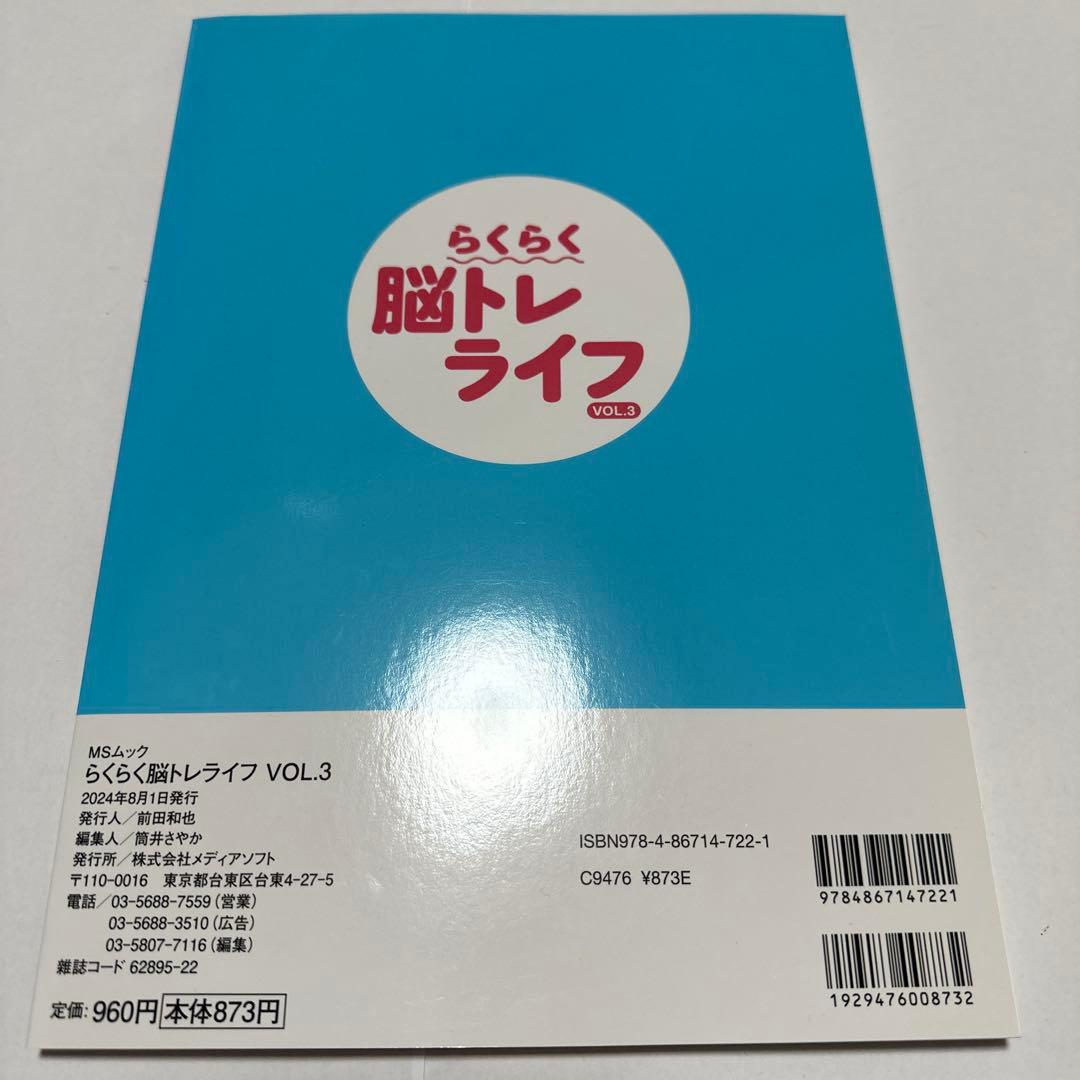 らくらく
脳トレ
ライフ
VOL.3
MSムック
らくらく脳トレライフ VOL.3
2024年8月1日発行
発行人／前田和也
編集人／筒井さやか
発行所／株式会社メディアソフト
〒110-0016 東京都台東区台東4-27-5
電話／03-5688-7559（営業）
03-5688-3510（広告）
03-5807-7116（編集）
雑誌コード 62895-22
定価：960円 本体873円
ISBN978-4-86714-722-1
C9476 ¥873E
9784867147221
1929476008732